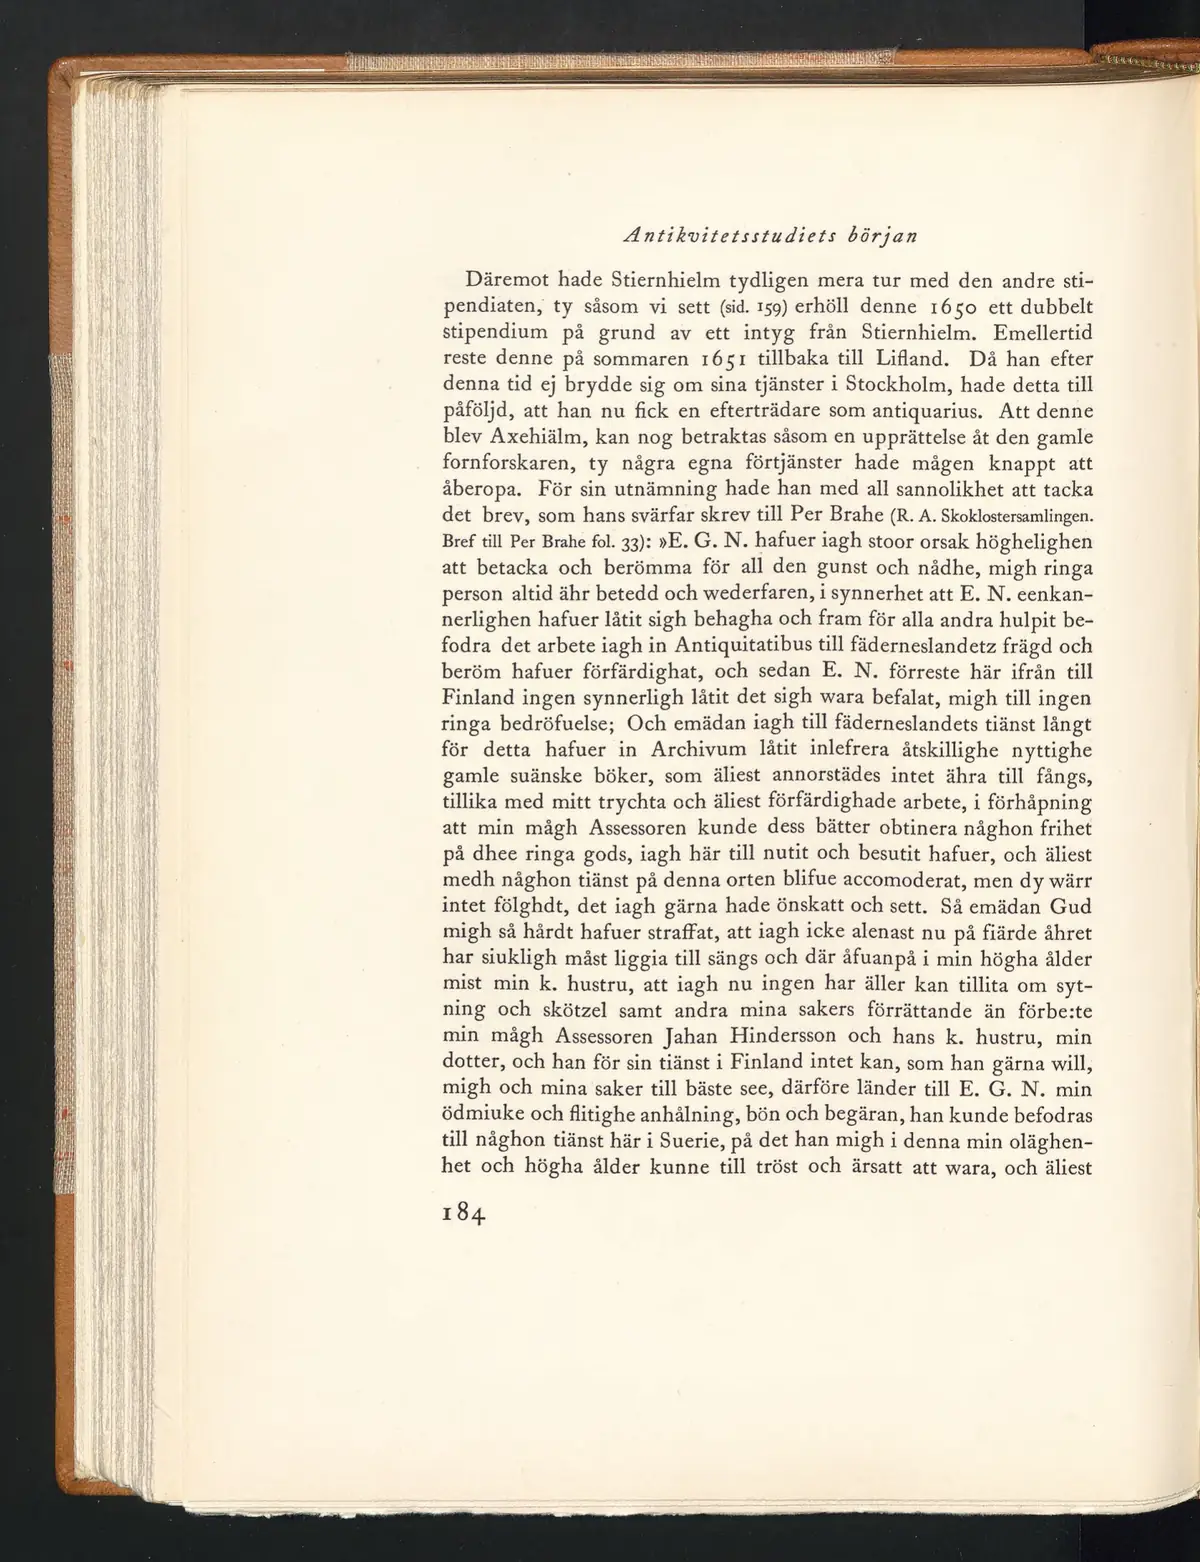 Antikvitetsstudiets början
Däremot hade Stiernhielm tydligen mera tur med den andre sti-
pendiaten, ty såsom vi sett (sid. 159) erhöll denne 1650 ett dubbelt
stipendium på grund av ett intyg från Stiernhielm. Emellertid
reste denne på sommaren 1651 tillbaka till Lifland. Då han efter
denna tid ej brydde sig om sina tjänster i Stockholm, hade detta till
påföljd, att han nu fick en efterträdare som antiquarius. Att denne
blev Axehiälm, kan nog betraktas såsom en upprättelse åt den gamle
fornforskaren, ty några egna förtjänster hade mågen knappt att
åberopa. För sin utnämning hade han med all sannolikhet att tacka
det brev, som hans svärfar skrev till Per Brahe (R. A. Skoklostersamlingen.
Bref till Per Brahe fol. 33): »E. G. N. hafuer iagh stoor orsak höghelighen
att betacka och berömma för all den gunst och nådhe, migh ringa
person altid ähr betedd och wederfaren, i synnerhet att E. N. eenkan-
nerlighen hafuer låtit sigh behagha och fram för alla andra hulpit be-
fodra det arbete iagh in Antiquitatibus till fäderneslandetz frägd och
beröm hafuer förfärdighat, och sedan E. N. förreste här ifrån till
Finland ingen synnerligh låtit det sigh wara befalat, migh till ingen
ringa bedröfuelse; Och emädan iagh till fäderneslandets tiänst långt
för detta hafuer in Archivum låtit inlefrera åtskillighe nyttighe
gamle suänske böker, som äliest annorstädes intet ähra till fångs,
tillika med mitt trychta och äliest förfärdighade arbete, i förhåpning
att min mågh Assessoren kunde dess bätter obtinera någhon frihet
på dhee ringa gods, iagh här till nutit och besutit hafuer, och äliest
medh någhon tiänst på denna orten blifue accomoderat, men dy wärr
intet fölghdt, det iagh gärna hade önskatt och sett. Så emädan Gud
migh så hårdt hafuer straffat, att iagh icke alenast nu på fiärde åhret
har siukligh måst liggia till sängs och där åfuanpå i min högha ålder
mist min k. hustru, att iagh nu ingen har äller kan tillita om syt-
ning och skötzel samt andra mina sakers förrättande än förbe:te
min mågh Assessoren Jahan Hindersson och hans k. hustru, min
dotter, och han för sin tiänst i Finland intet kan, som han gärna will,
migh och mina saker till bäste see, därföre länder till E. G. N. min
ödmiuke och flitighe anhålning, bön och begäran, han kunde befodras
till någhon tiänst här i Suerie, på det han migh i denna min oläghen-
het och högha ålder kunne till tröst och ärsatt att wara, och äliest
184